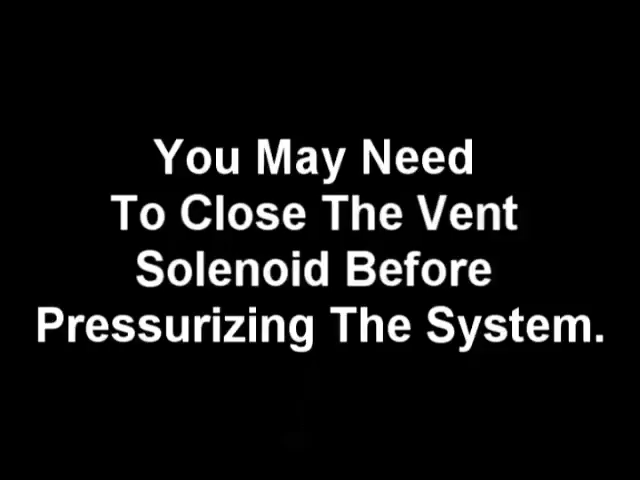 You May Need
To Close The Vent
Solenoid Before
Pressurizing The System.